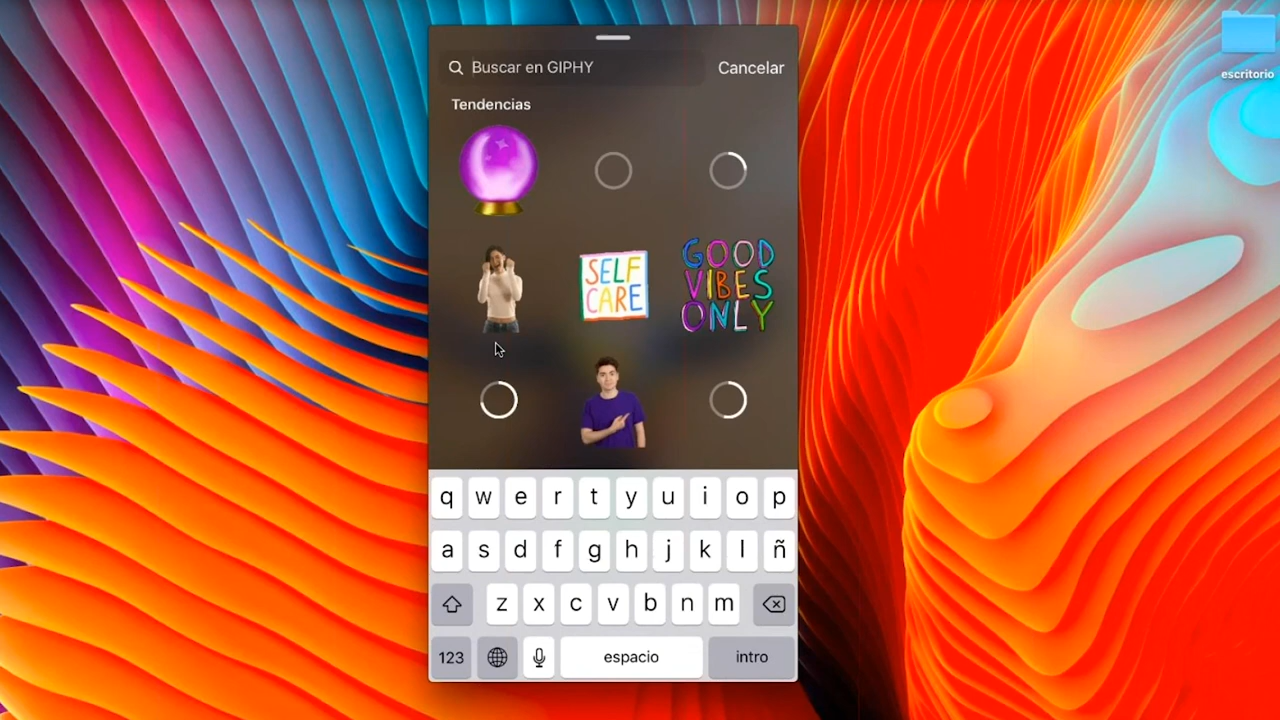 Buscar en GIPHY
Cancelar
escritorio
Tendencias
SELF
CARE
GOOD
VIBES
ONLY
q w e r t y u i o p
a s d f g h j k l ñ
z x c v b n m
123 espacio intro